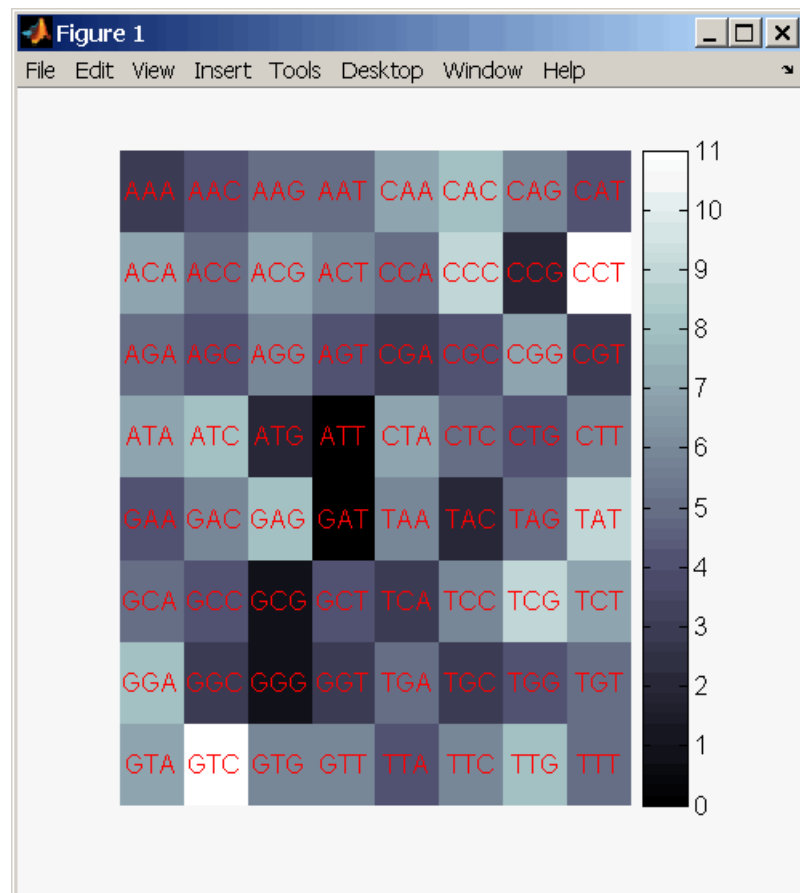 Figure 1
File Edit View Insert Tools Desktop Window Help
AAA AAC AAG AAT CAA CAC CAG CAT
ACA ACC ACG ACT CCA CCC CCG CCT
AGA AGC AGG AGT CGA CGC CGG CGT
ATA ATC ATG ATT CTA CTC CTG CTT
GAA GAC GAG GAT TAA TAC TAG TAT
GCA GCC GCG GCT TCA TCC TCG TCT
GGA GGC GGG GGT TGA TGC TGG TGT
GTA GTC GTG GTT TTA TTC TTG TTT
11
10
9
8
7
6
5
4
3
2
1
0